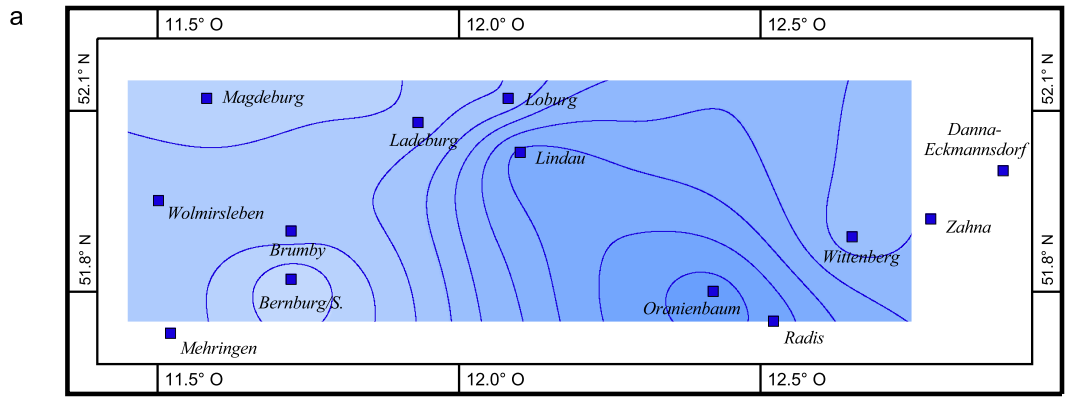 a
11.5° O
12.0° O
12.5° O
52.1° N
52.1° N
Magdeburg
Loburg
Ladeburg
Danna-
Eckmannsdorf
Lindau
Wolmirsleben
Zahna
Brumby
Wittenberg
51.8° N
51.8° N
Bernburg/S.
Oranienbaum
Radis
Mehringen
11.5° O
12.0° O
12.5° O